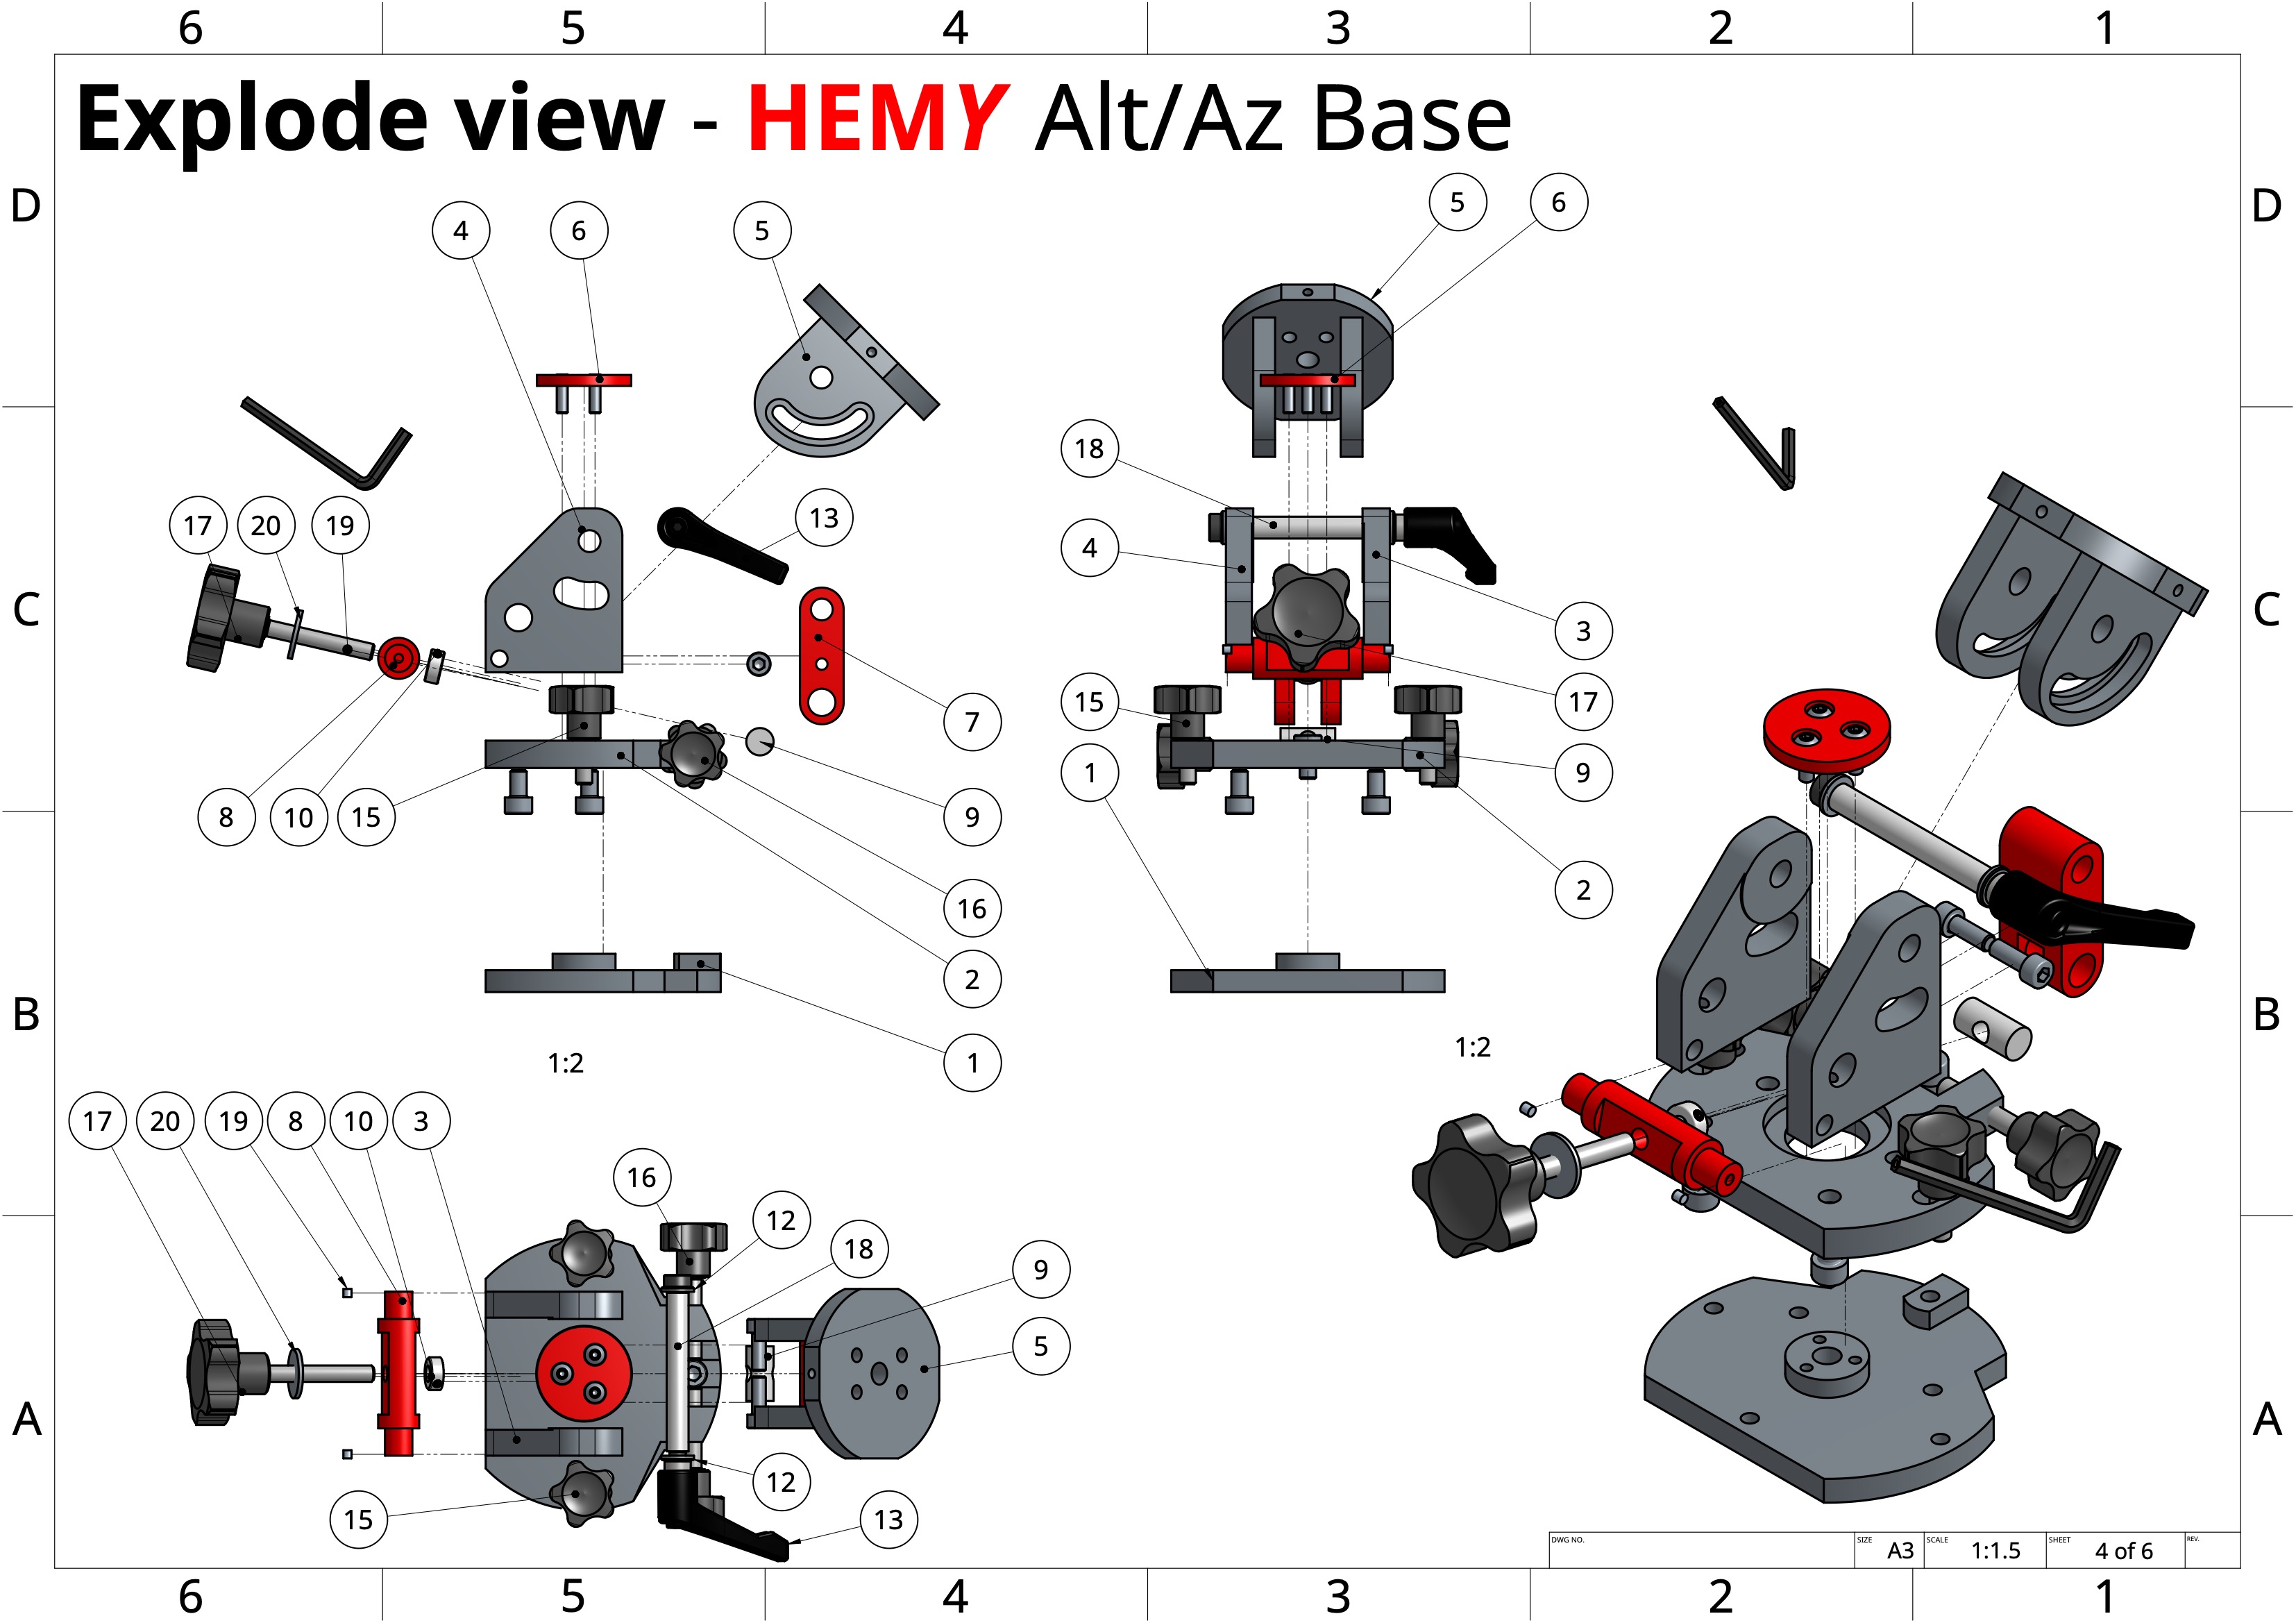 6 5 4 3 2 1
Explode view - HEMY Alt/Az Base
D D
4 6 5 5 6
18
17 20 19 13
4
C C
3
15 17
7
1 9
8 10 15 9
2
16
2
B B
1:2 1 1:2
17 20 19 8 10 3
16
12
18
9
5
A A
12
15 13
DWG NO. SIZE A3 SCALE 1:1.5 SHEET 4 of 6 REV.
6 5 4 3 2 1